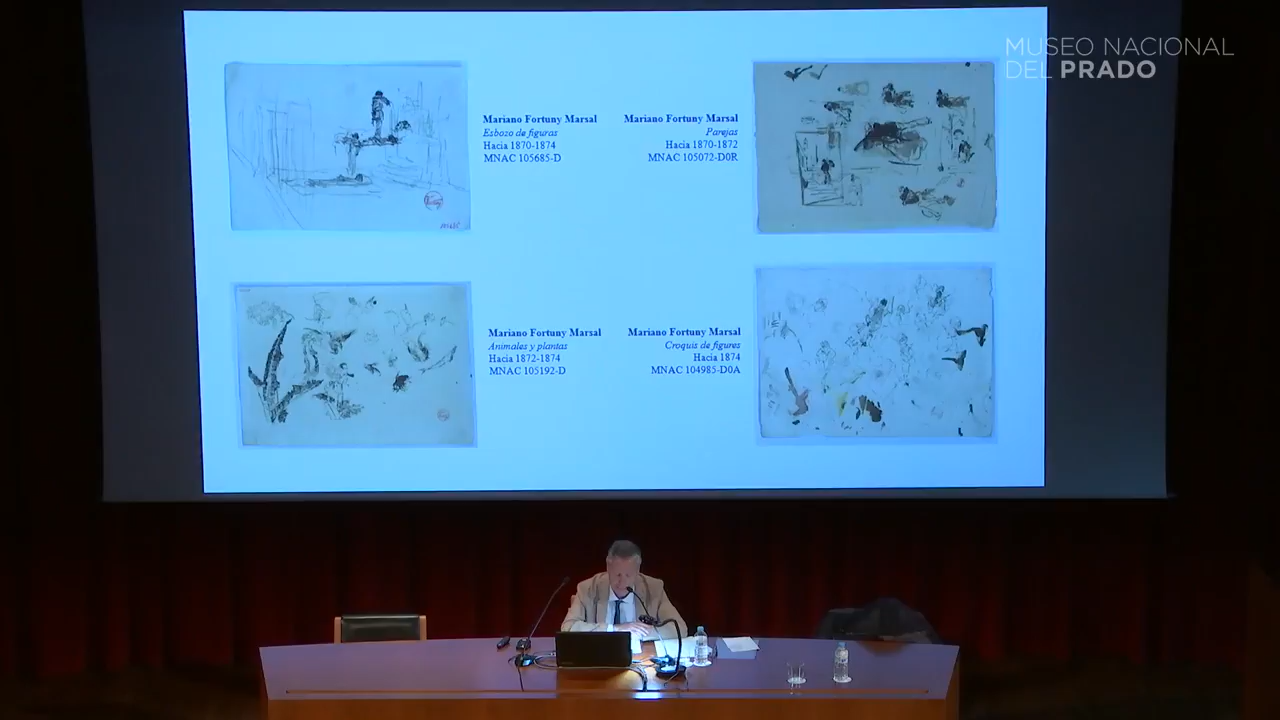 MUSEO NACIONAL
DEL PRADO
Mariano Fortuny Marsal
Esbozo de figuras
Hacia 1870-1874
MNAC 105685-D
Mariano Fortuny Marsal
Parejas
Hacia 1870-1872
MNAC 105072-D0R
Mariano Fortuny Marsal
Animales y plantas
Hacia 1872-1874
MNAC 105192-D
Mariano Fortuny Marsal
Croquis de figures
Hacia 1874
MNAC 104985-D0A